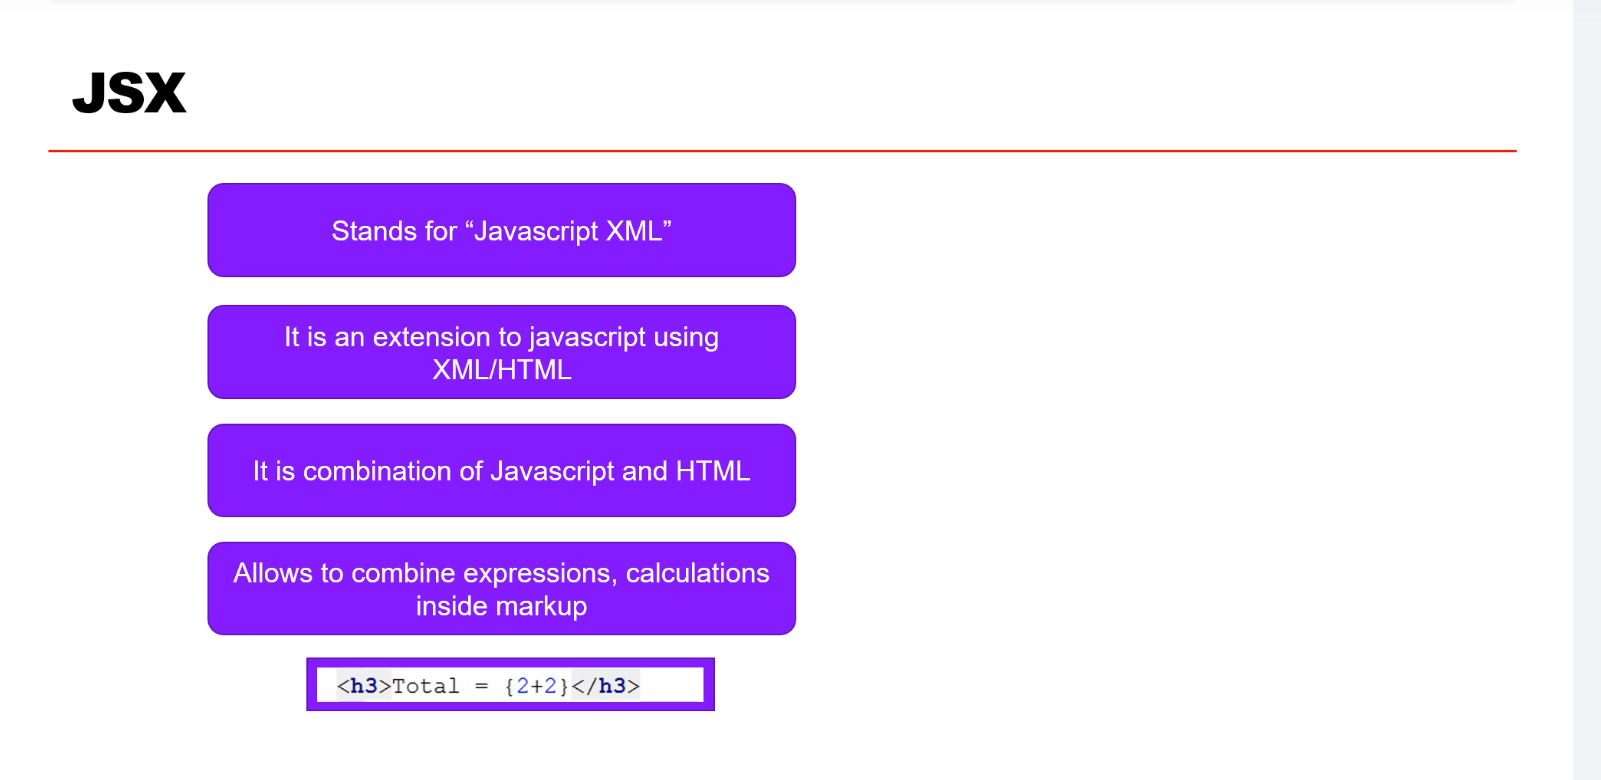 JSX
Stands for “Javascript XML”
It is an extension to javascript using
XML/HTML
It is combination of Javascript and HTML
Allows to combine expressions, calculations
inside markup
<h3>Total = {2+2}</h3>